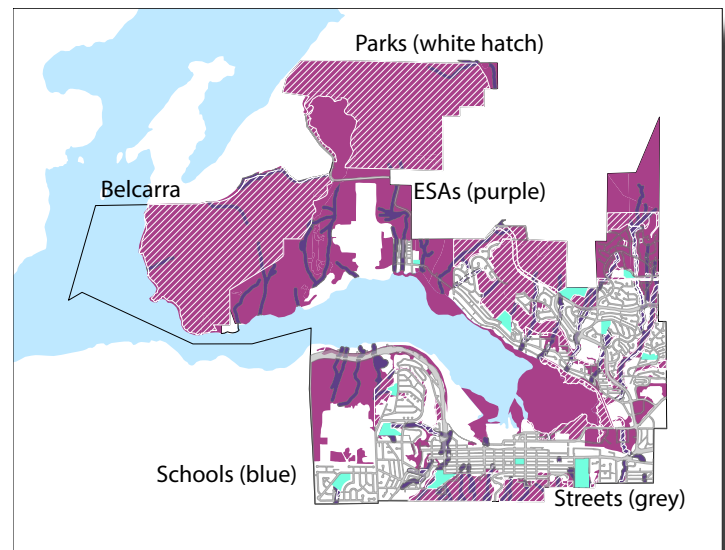 Parks (white hatch)
Belcarra
ESAs (purple)
Schools (blue)
Streets (grey)